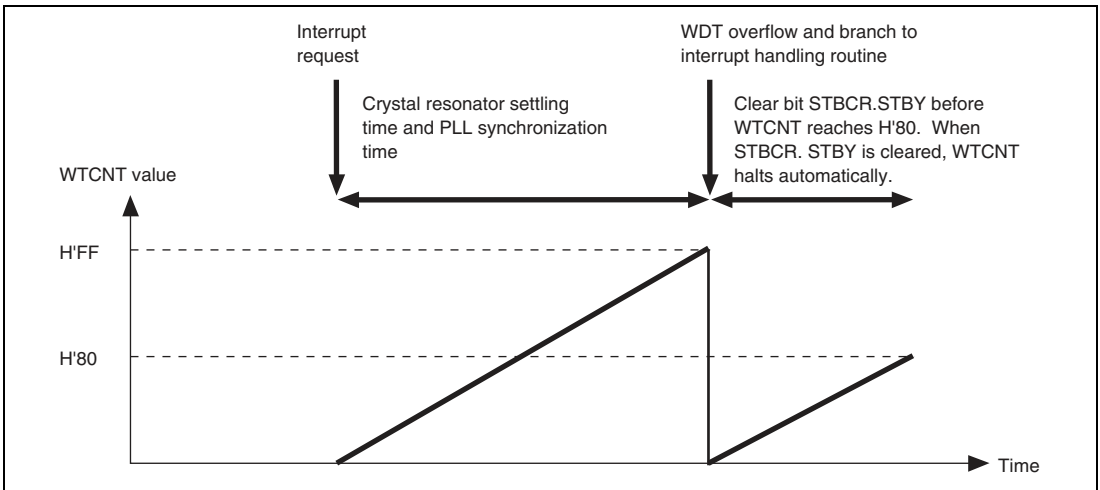 Interrupt
request
WDT overflow and branch to
interrupt handling routine
Crystal resonator settling
time and PLL synchronization
time
Clear bit STBCR.STBY before
WTCNT reaches H'80.  When
STBCR. STBY is cleared, WTCNT
halts automatically.
WTCNT value
H'FF
H'80
Time